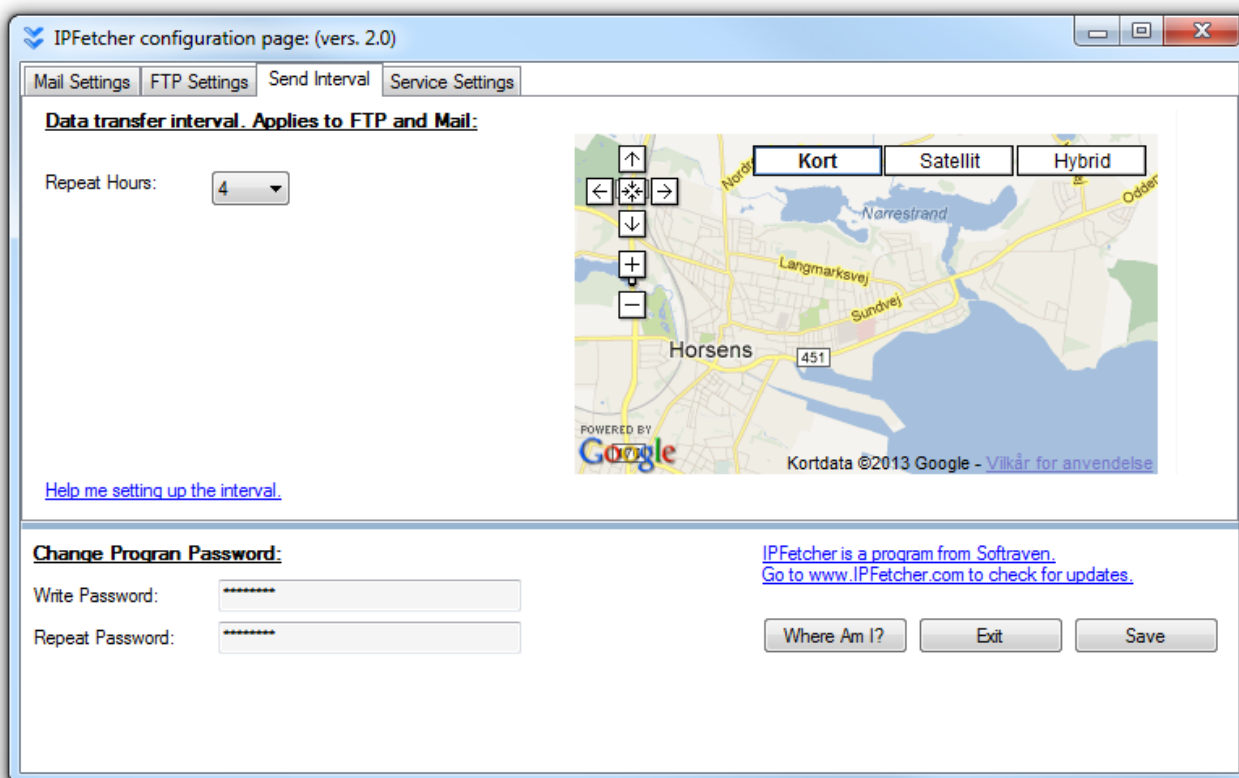 IPFetcher configuration page: (vers. 2.0)
Mail Settings FTP Settings Send Interval Service Settings
Data transfer interval. Applies to FTP and Mail:
Repeat Hours: 4
Kort Satellit Hybrid
Nørrestrand
Langmarksvej
Sundvej
Horsens
451
POWERED BY
Google
Kortdata ©2013 Google - Vilkår for anvendelse
Help me setting up the interval.
Change Progran Password:
IPFetcher is a program from Softraven.
Go to www.IPFetcher.com to check for updates.
Write Password: ********
Repeat Password: ********
Where Am I? Exit Save